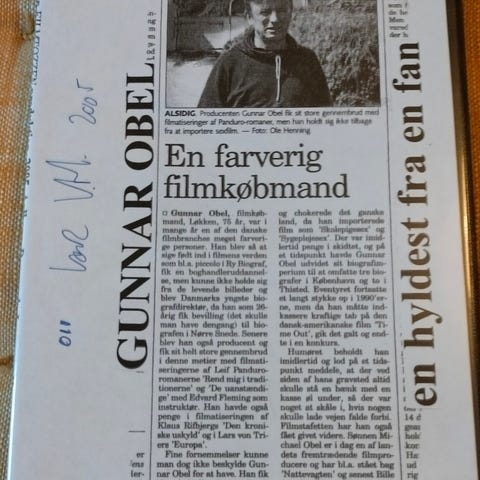 GUNNAR OBEL
en hyldest fra en fan
V.M. 2005
ALSIDIG. Producenten Gunnar Obel fik sit store gennembrud med
filmatiseringer af Panduro-romaner, men han holdt sig ikke tilbage
fra at importere sexfilm. — Foto: Ole Henning.
En farverig
filmkøbmand
Gunnar Obel, filmkøb-
mand, Løkken, 75 år, var i
mange år en af den danske
filmbranches meget farveri-
ge personer. Han blev så at
sige født ind i filmens verden
som bl.a. piccolo i Ry Biograf,
fik en boghandleruddannel-
se, men kunne ikke holde sig
fra de levende billeder og
blev Danmarks yngste bio-
grafdirektør, da han som 26-
årig fik bevilling (det skulle
man have dengang) til bio-
grafen i Nørre Snede. Senere
blev han også producent og
fik sit helt store gennembrud
i denne metier med filmati-
seringerne af Leif Panduro-
romanerne 'Rend mig i tradi-
tionerne' og 'De uanstændi-
ge' med Edvard Fleming som
instruktør. Han havde også
penge i filmatiseringen af
Klaus Rifbjergs 'Den kroni-
ske uskyld' og i Lars von Tri-
ers 'Europa'.
Fine fornemmelser kunne
man dog ikke beskylde Gun-
nar Obel for at have. Han fik
og chokerede det ganske
land, da han importerede
film som 'Skolepigesex' og
'Sygeplejesex'. Der var imid-
lertid penge i skidtet, og på
et tidspunkt havde Gunnar
Obel udvidet sit biografim-
perium til at omfatte tre bio-
grafer i København og to i
Thisted. Eventyret fortsatte
et langt stykke op i 1990'er-
ne, men da han måtte ind-
kassere kraftige tab på den
dansk-amerikanske film 'Ti-
me Out', gik det galt og end-
te i en konkurs.
Humøret beholdt han
imidlertid og lod på et tids-
punkt meddele, at der ved
siden af hans gravsted altid
skulle stå en bænk med en
kasse øl under, så der var
noget at skåle i, hvis nogen
skulle lade vejen falde forbi.
Filmstafetten har han også
fået givet videre. Sønnen Mi-
chael Obel er i dag en af lan-
dets fremtrædende filmpro-
ducere og har bl.a. stået bag
'Nattevagten' og senest Bille